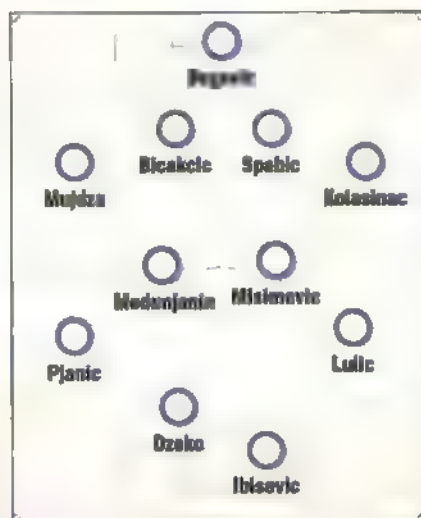 Bicakcic Spahic
Mujdza Kolasinac
Medunjanin Misimovic
Pjanic Lulic
Dzeko
Ibisevic